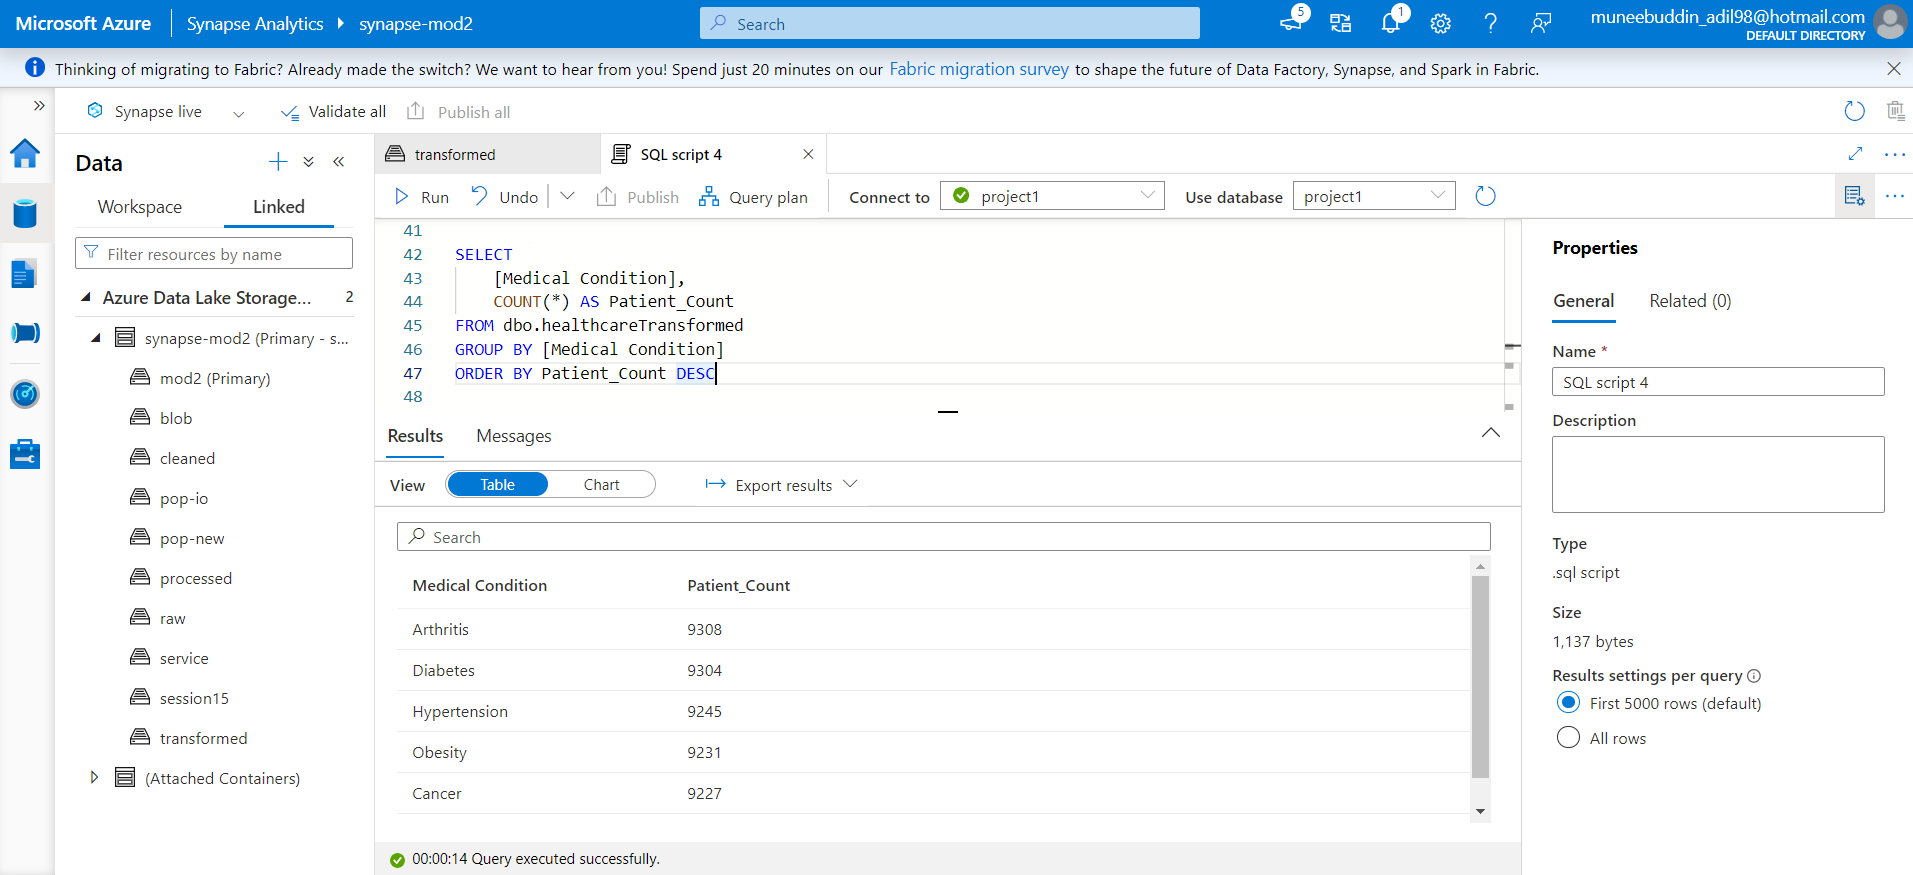 Microsoft Azure
Synapse Analytics
synapse-mod2
Search
5
1
muneebuddin_adil98@hotmail.com
DEFAULT DIRECTORY
Thinking of migrating to Fabric? Already made the switch? We want to hear from you! Spend just 20 minutes on our Fabric migration survey to shape the future of Data Factory, Synapse, and Spark in Fabric.
Synapse live
Validate all
Publish all
Data
Workspace
Linked
Filter resources by name
Azure Data Lake Storage...
2
synapse-mod2 (Primary - s...
mod2 (Primary)
blob
cleaned
pop-io
pop-new
processed
raw
service
session15
transformed
(Attached Containers)
transformed
SQL script 4
Run
Undo
Publish
Query plan
Connect to
project1
Use database
project1
41
42 SELECT
43 [Medical Condition],
44 COUNT(*) AS Patient_Count
45 FROM dbo.healthcareTransformed
46 GROUP BY [Medical Condition]
47 ORDER BY Patient_Count DESC
48
Results
Messages
View
Table
Chart
Export results
Search
Medical Condition Patient_Count
Arthritis 9308
Diabetes 9304
Hypertension 9245
Obesity 9231
Cancer 9227
00:00:14 Query executed successfully.
Properties
General
Related (0)
Name *
SQL script 4
Description
Type
.sql script
Size
1,137 bytes
Results settings per query
First 5000 rows (default)
All rows